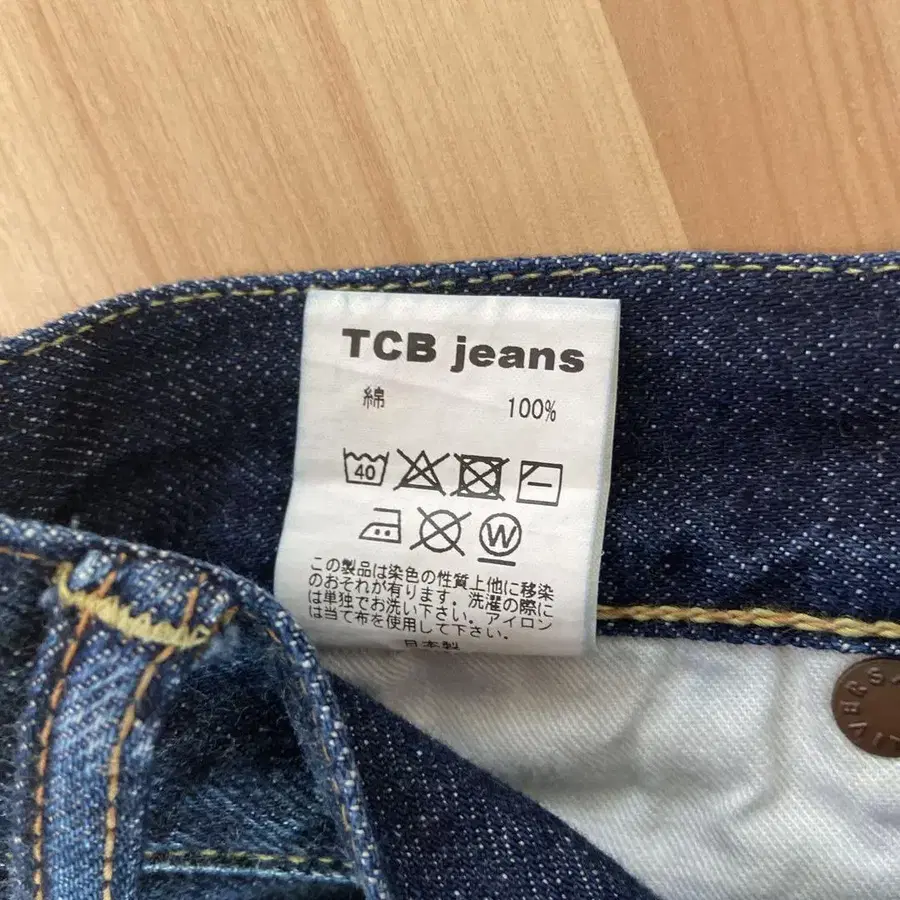 TCB jeans
綿 100%
40
W
この製品は染色の性質上他に移染
のおそれが有ります。洗濯の際に
は単独でお洗い下さい。アイロン
は当て布を使用して下さい。
日本製